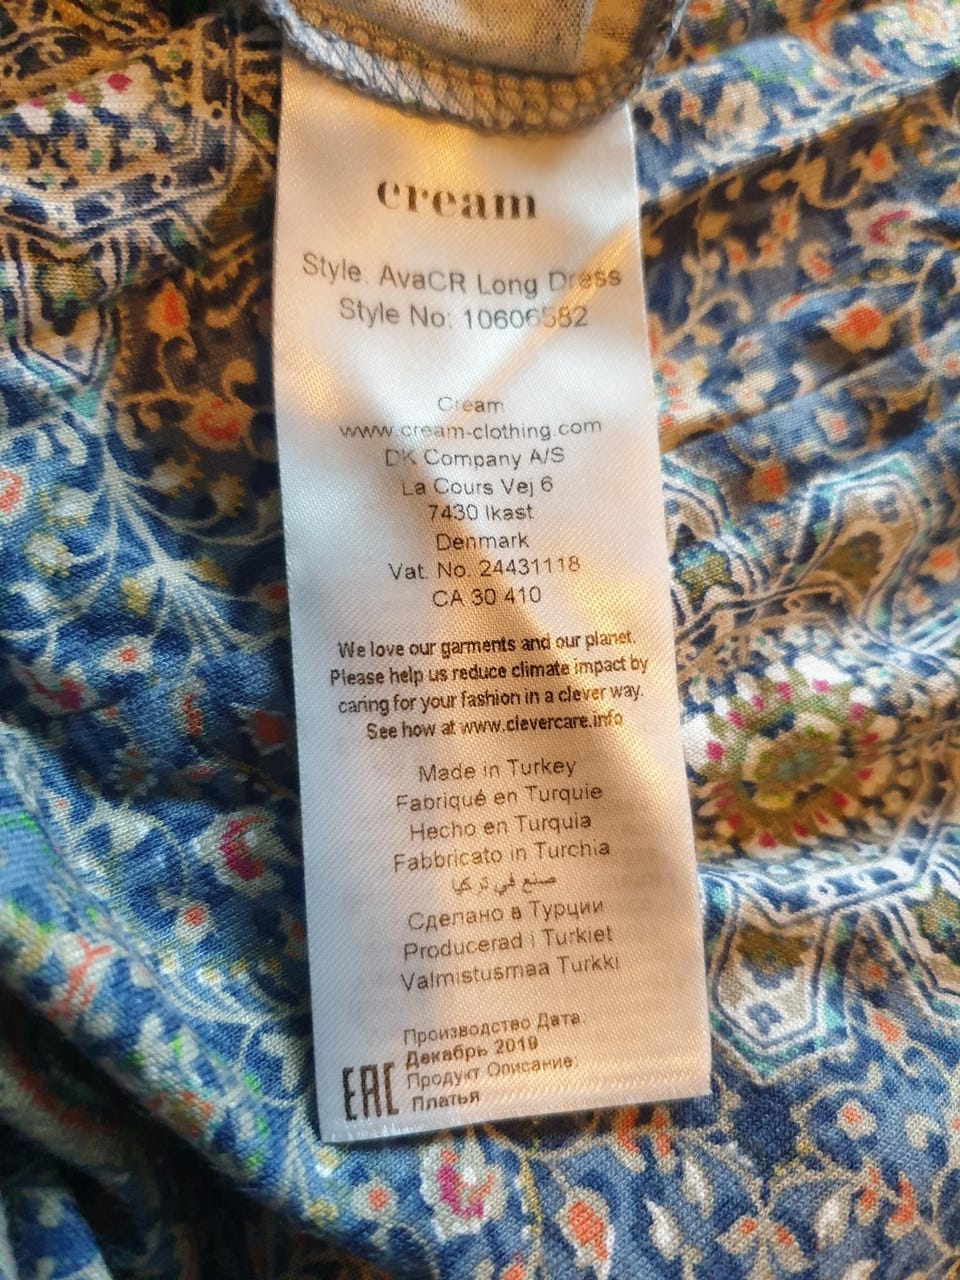 cream
Style: AvaCR Long Dress
Style No: 10606582
Cream
www.cream-clothing.com
DK Company A/S
La Cours Vej 6
7430 Ikast
Denmark
Vat. No. 24431118
CA 30 410
We love our garments and our planet.
Please help us reduce climate impact by
caring for your fashion in a clever way.
See how at www.clevercare.info
Made in Turkey
Fabriqué en Turquie
Hecho en Turquia
Fabbricato in Turchia
صنع في تركيا
Сделано в Турции
Producerad i Turkiet
Valmistusmaa Turkki
Производство Дата:
Декабрь 2019
Продукт Описание:
Платья
EAC